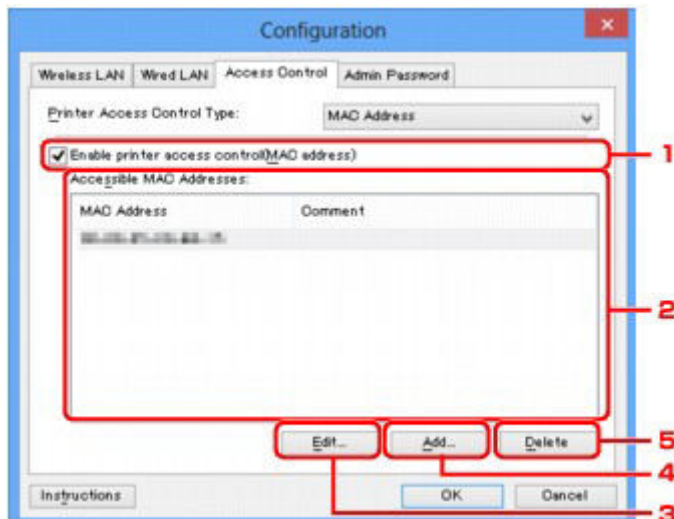 Configuration
Wireless LAN Wired LAN Access Control Admin Password
Printer Access Control Type: MAC Address
Enable printer access control(MAC address) 1
Accessible MAC Addresses:
MAC Address Comment
2
Edit... Add... Delete 5
4
Instructions OK Cancel
3